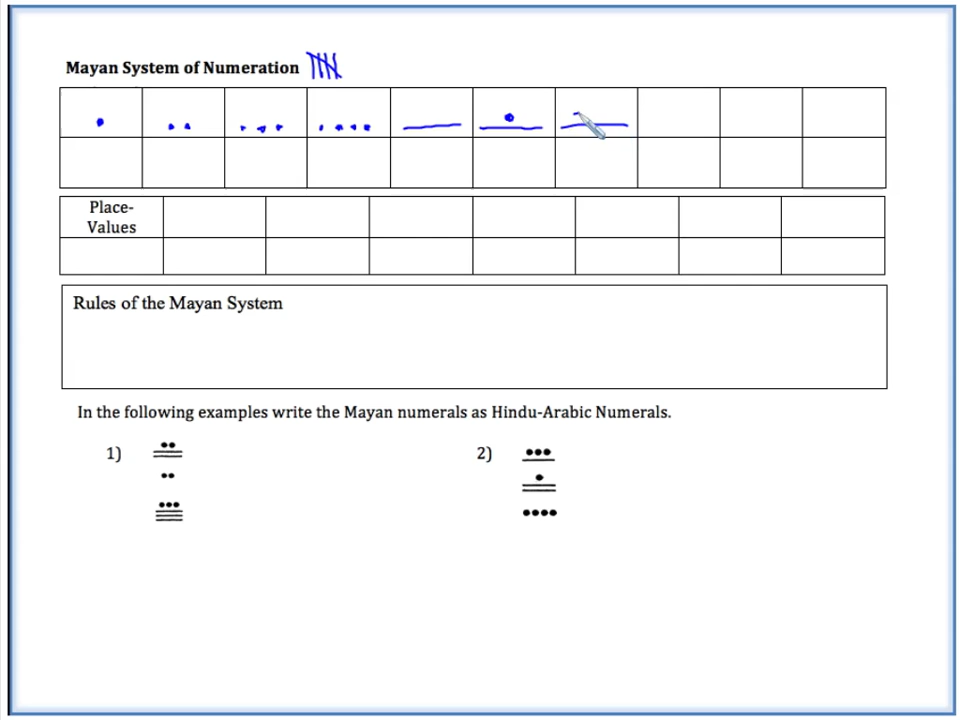 Mayan System of Numeration
Place-
Values
Rules of the Mayan System
In the following examples write the Mayan numerals as Hindu-Arabic Numerals.
1)
2)